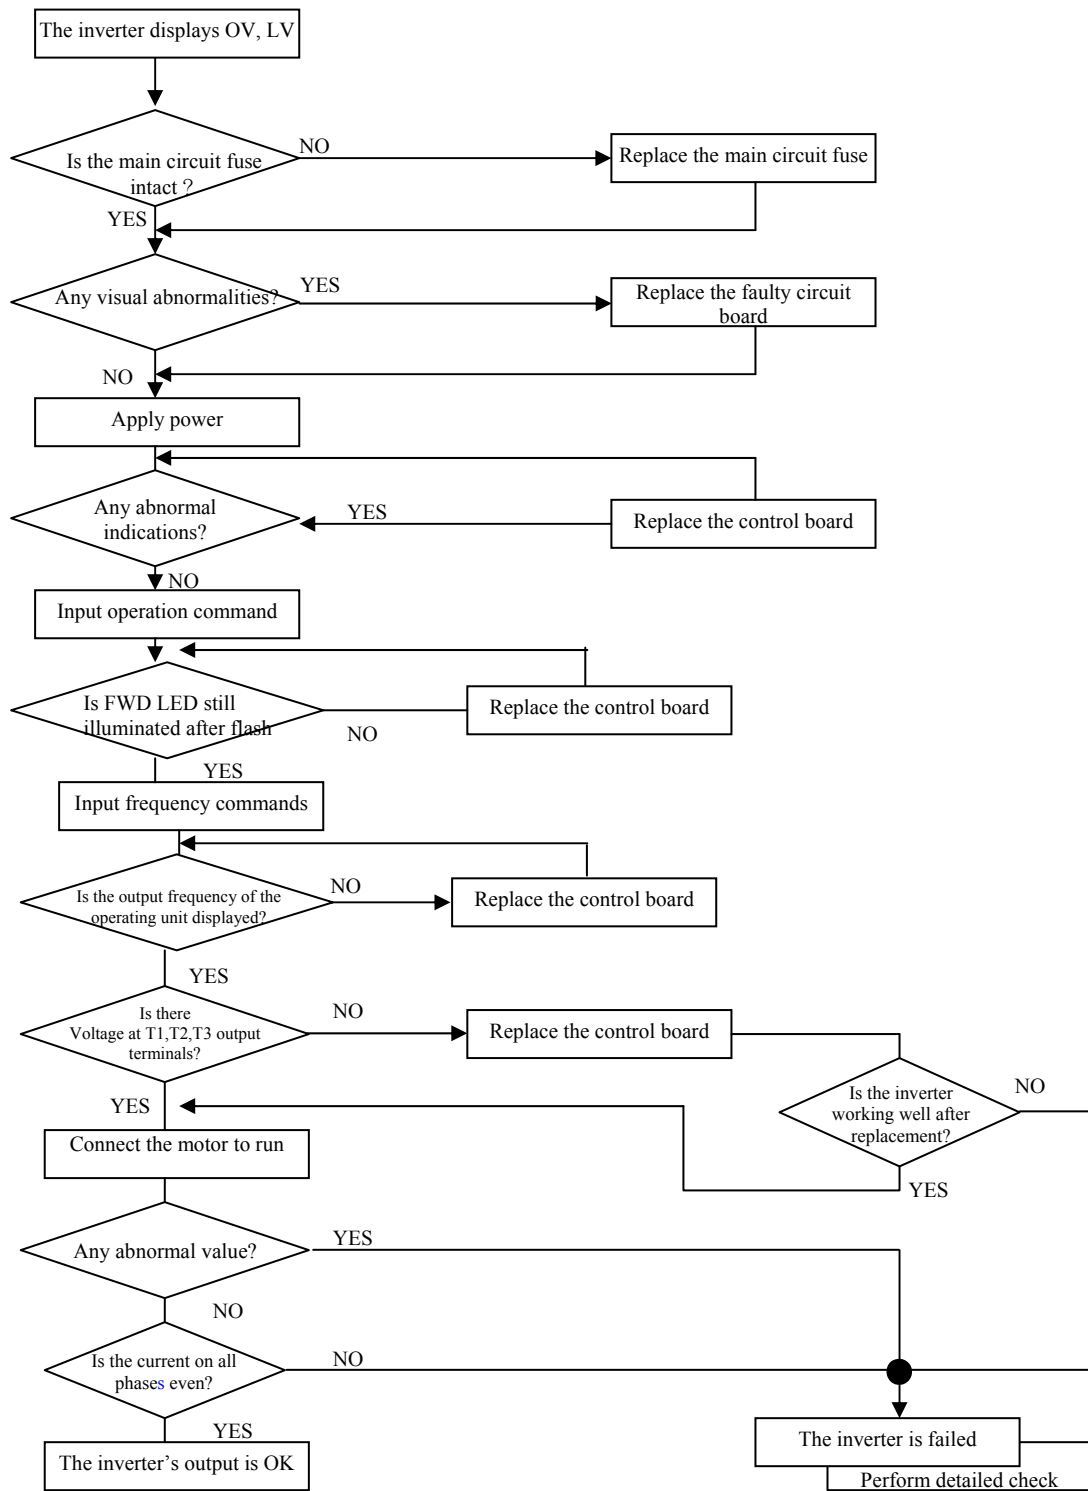 The inverter displays OV, LV
Is the main circuit fuse
intact ?
NO
Replace the main circuit fuse
YES
Any visual abnormalities?
YES
Replace the faulty circuit
board
NO
Apply power
Any abnormal
indications?
YES
Replace the control board
NO
Input operation command
Is FWD LED still
illuminated after flash
NO
Replace the control board
YES
Input frequency commands
Is the output frequency of the
operating unit displayed?
NO
Replace the control board
YES
Is there
Voltage at T1,T2,T3 output
terminals?
NO
Replace the control board
Is the inverter
working well after
replacement?
NO
YES
YES
Connect the motor to run
Any abnormal value?
YES
NO
Is the current on all
phases even?
NO
YES
The inverter's output is OK
The inverter is failed
Perform detailed check